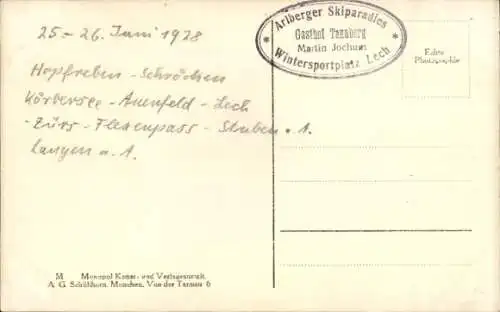 25-26. Juni 1928
Hopfreben - Schröcken
Körbersee - Auenfeld - Lech
- Zürs - Flexenpass - Stuben a. A.
Langen a. A.
* Arlberger Skiparadies *
Gasthof Tannberg
Martin Jochum
Wintersportplatz Lech
Echte
Photographie
M Monopol Kunst- und Verlagsanstalt
A. G. Schöllhorn, Munchen, Von der Tannstr 6